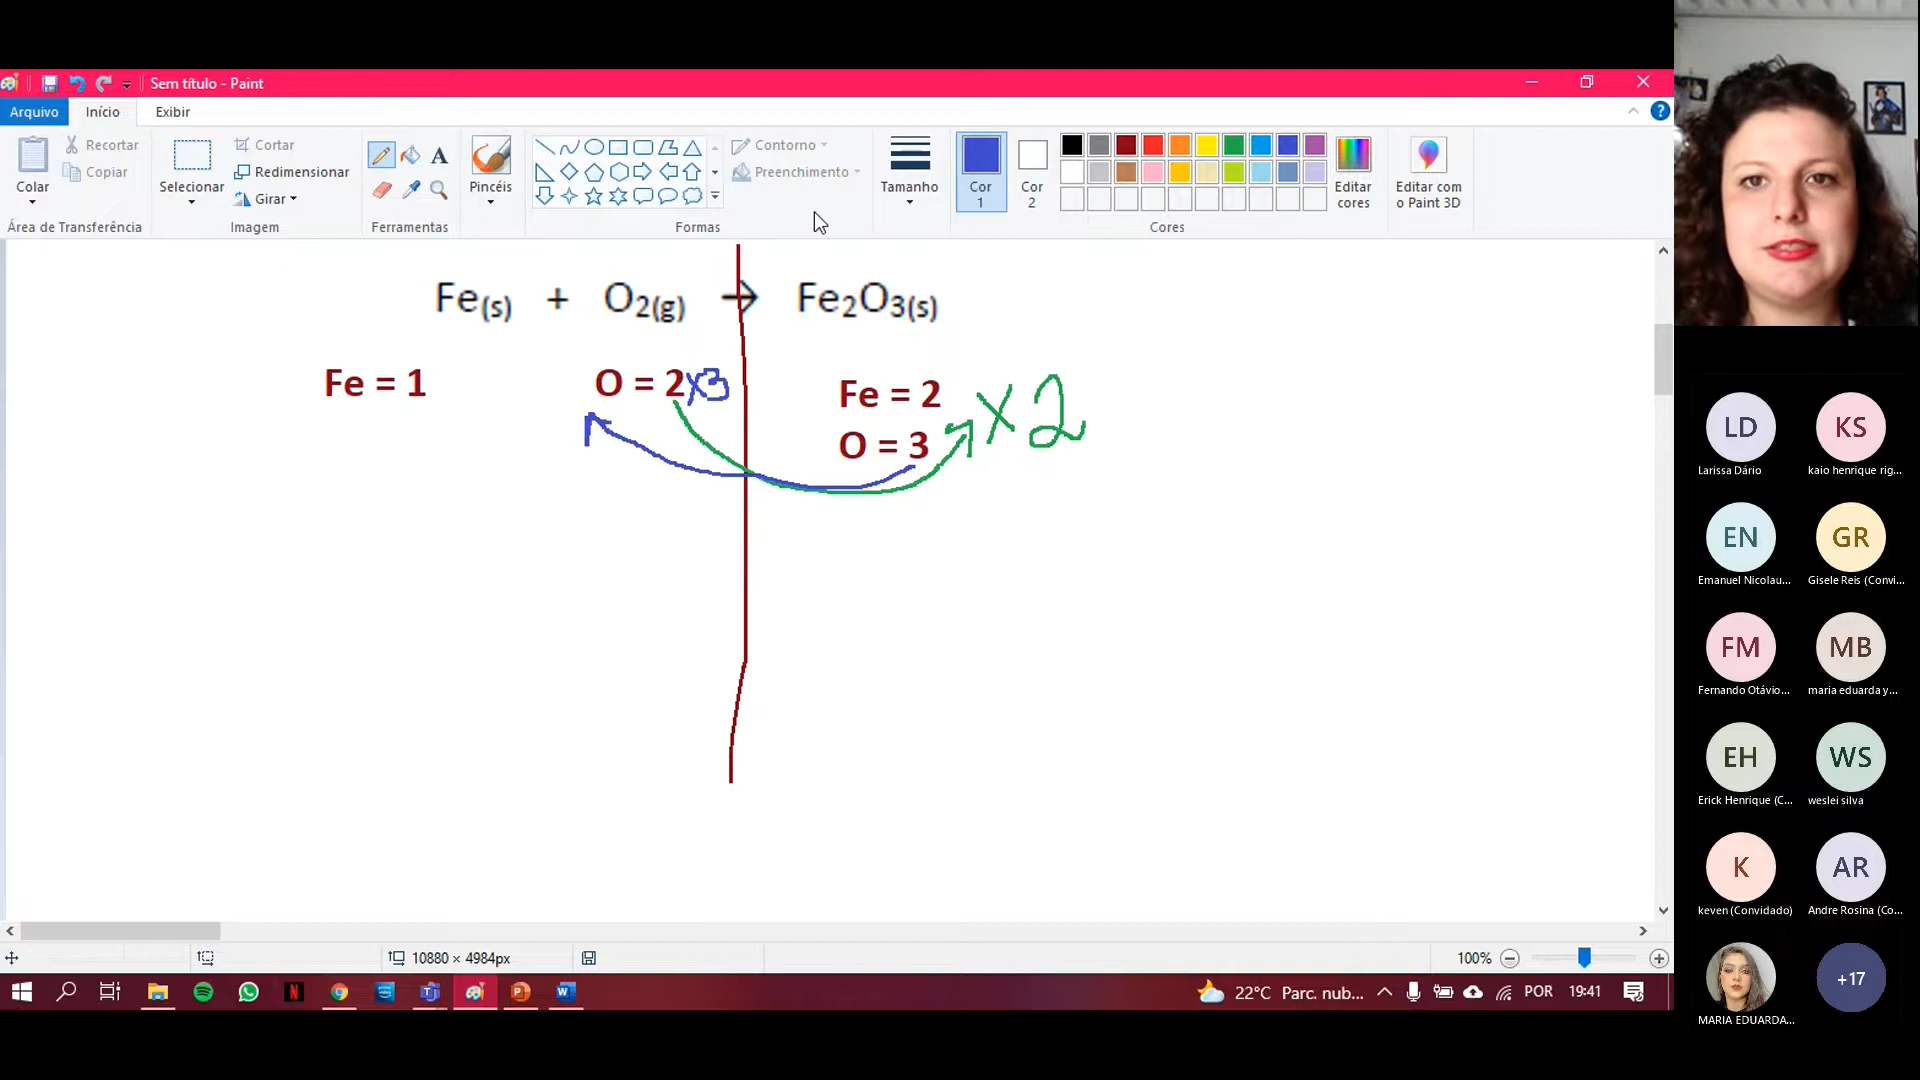 Sem título - Paint
Arquivo Início Exibir
Colar
Recortar
Copiar
Área de Transferência
Selecionar
Cortar
Redimensionar
Girar
Imagem
A
Ferramentas
Pincéis
Formas
Contorno
Preenchimento
Tamanho
Cor 1
Cor 2
Cores
Editar cores
Editar com o Paint 3D
?
Fe(s) + O2(g) → Fe2O3(s)
Fe = 1
O = 2x3
Fe = 2
O = 3
x2
10880 × 4984px
100%
22°C Parc. nub...
POR
19:41
LD
Larissa Dário
KS
kaio henrique rig...
EN
Emanuel Nicolau...
GR
Gisele Reis (Convi...
FM
Fernando Otávio...
MB
maria eduarda y...
EH
Erick Henrique (C...
WS
weslei silva
K
keven (Convidado)
AR
Andre Rosina (Co...
MARIA EDUARDA...
+17